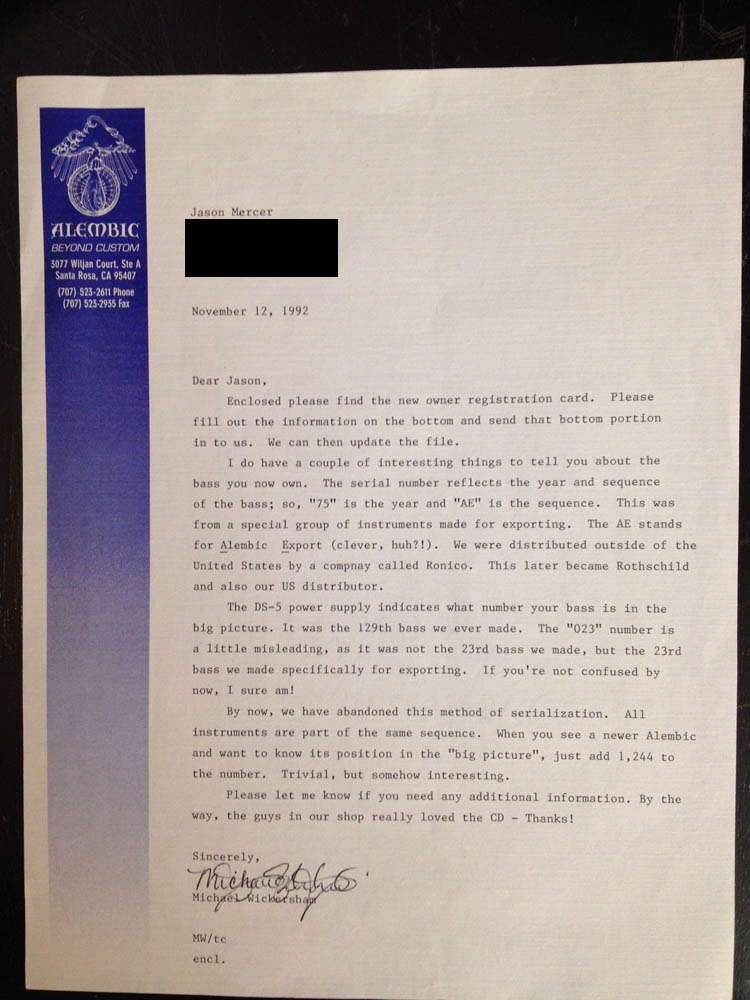 ALEMBIC
BEYOND CUSTOM
3077 Wiljan Court, Ste A
Santa Rosa, CA 95407
(707) 523-2611 Phone
(707) 523-2935 Fax
Jason Mercer
November 12, 1992
Dear Jason,
Enclosed please find the new owner registration card. Please
fill out the information on the bottom and send that bottom portion
in to us. We can then update the file.
I do have a couple of interesting things to tell you about the
bass you now own. The serial number reflects the year and sequence
of the bass; so, "75" is the year and "AE" is the sequence. This was
from a special group of instruments made for exporting. The AE stands
for Alembic Export (clever, huh?!). We were distributed outside of the
United States by a compnay called Ronico. This later became Rothschild
and also our US distributor.
The DS-5 power supply indicates what number your bass is in the
big picture. It was the 129th bass we ever made. The "023" number is
a little misleading, as it was not the 23rd bass we made, but the 23rd
bass we made specifically for exporting. If you're not confused by
now, I sure am!
By now, we have abandoned this method of serialization. All
instruments are part of the same sequence. When you see a newer Alembic
and want to know its position in the "big picture", just add 1,244 to
the number. Trivial, but somehow interesting.
Please let me know if you need any additional information. By the
way, the guys in our shop really loved the CD - Thanks!
Sincerely,
Michael Wickersham
MW/tc
encl.